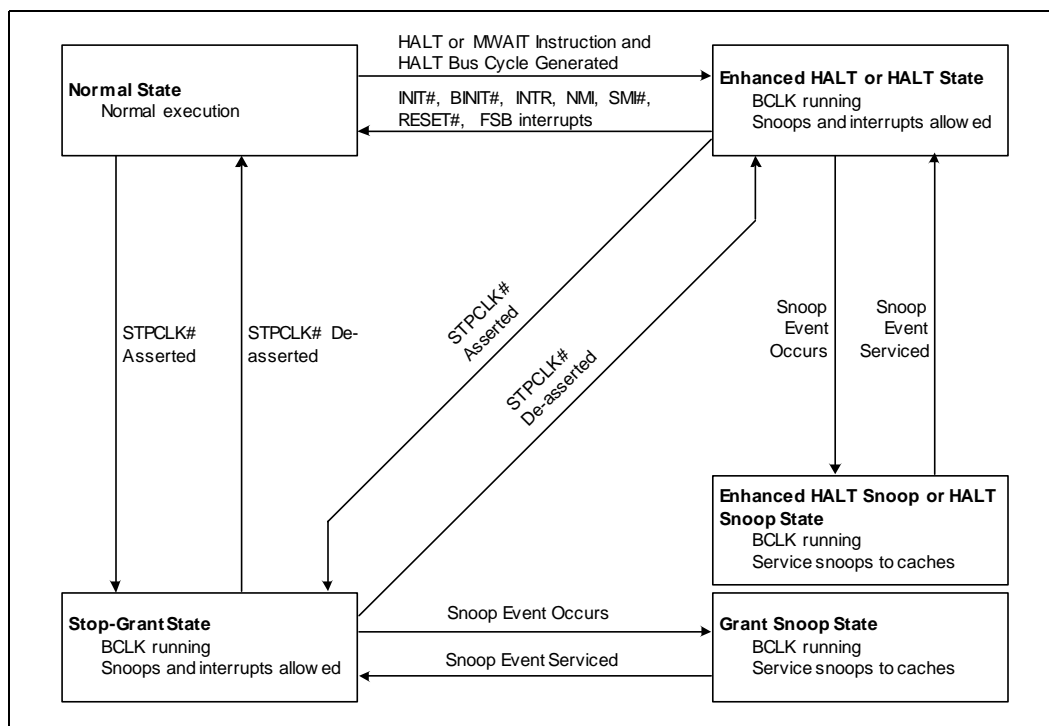 HALT or MWAIT Instruction and
HALT Bus Cycle Generated
Normal State
Normal execution
INIT#, BINIT#, INTR, NMI, SMI#,
RESET#, FSB interrupts
Enhanced HALT or HALT State
BCLK running
Snoops and interrupts allowed
STPCLK#
Asserted
STPCLK# De-
asserted
STPCLK#
Asserted
STPCLK#
De-asserted
Snoop
Event
Occurs
Snoop
Event
Serviced
Enhanced HALT Snoop or HALT
Snoop State
BCLK running
Service snoops to caches
Stop-Grant State
BCLK running
Snoops and interrupts allowed
Snoop Event Occurs
Snoop Event Serviced
Grant Snoop State
BCLK running
Service snoops to caches